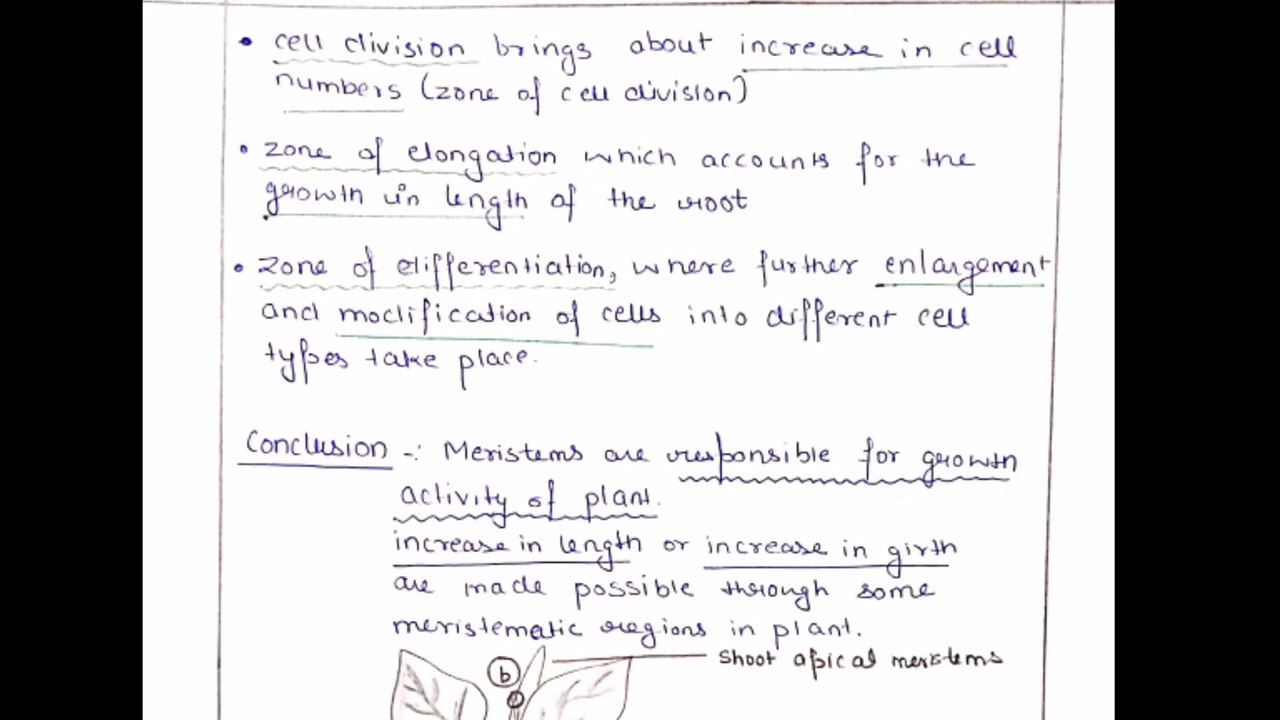 • cell division brings about increase in cell
numbers (zone of cell division)
• zone of elongation which accounts for the
growth in length of the root
• zone of differentiation, where further enlargement
and modification of cells into different cell
types take place.
Conclusion -: Meristems are responsible for growth
activity of plant.
increase in length or increase in girth
are made possible through some
meristematic regions in plant.
Shoot apical meristems
b